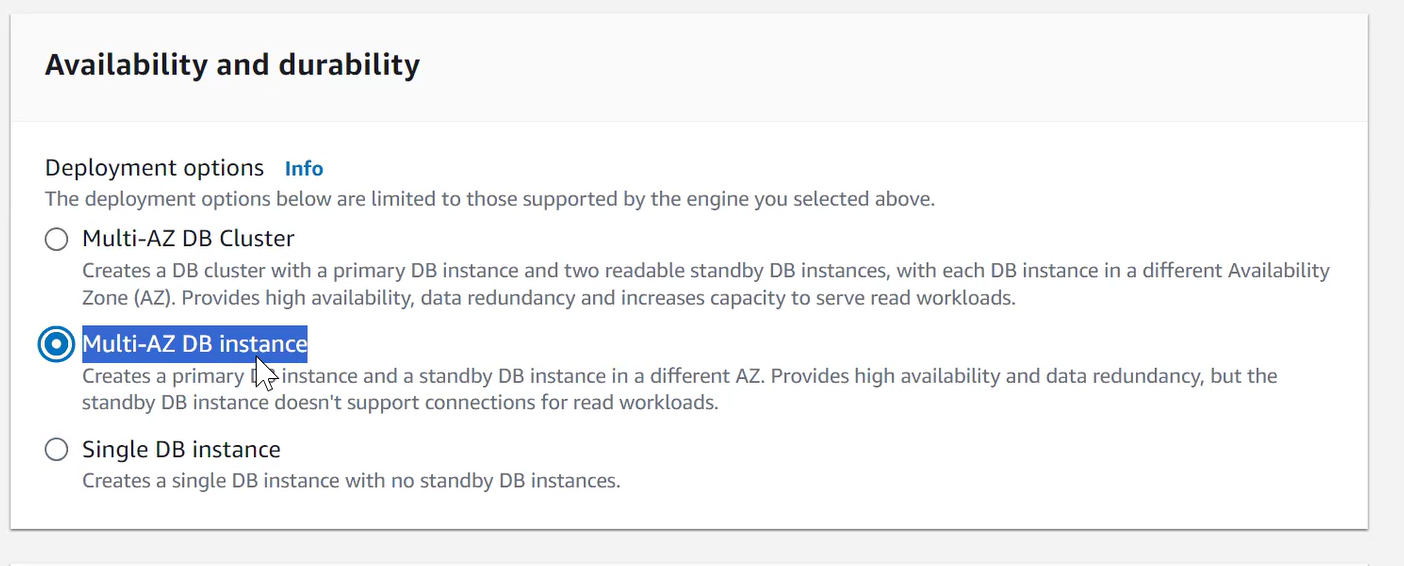 Availability and durability
Deployment options Info
The deployment options below are limited to those supported by the engine you selected above.
Multi-AZ DB Cluster
Creates a DB cluster with a primary DB instance and two readable standby DB instances, with each DB instance in a different Availability
Zone (AZ). Provides high availability, data redundancy and increases capacity to serve read workloads.
Multi-AZ DB instance
Creates a primary DB instance and a standby DB instance in a different AZ. Provides high availability and data redundancy, but the
standby DB instance doesn't support connections for read workloads.
Single DB instance
Creates a single DB instance with no standby DB instances.